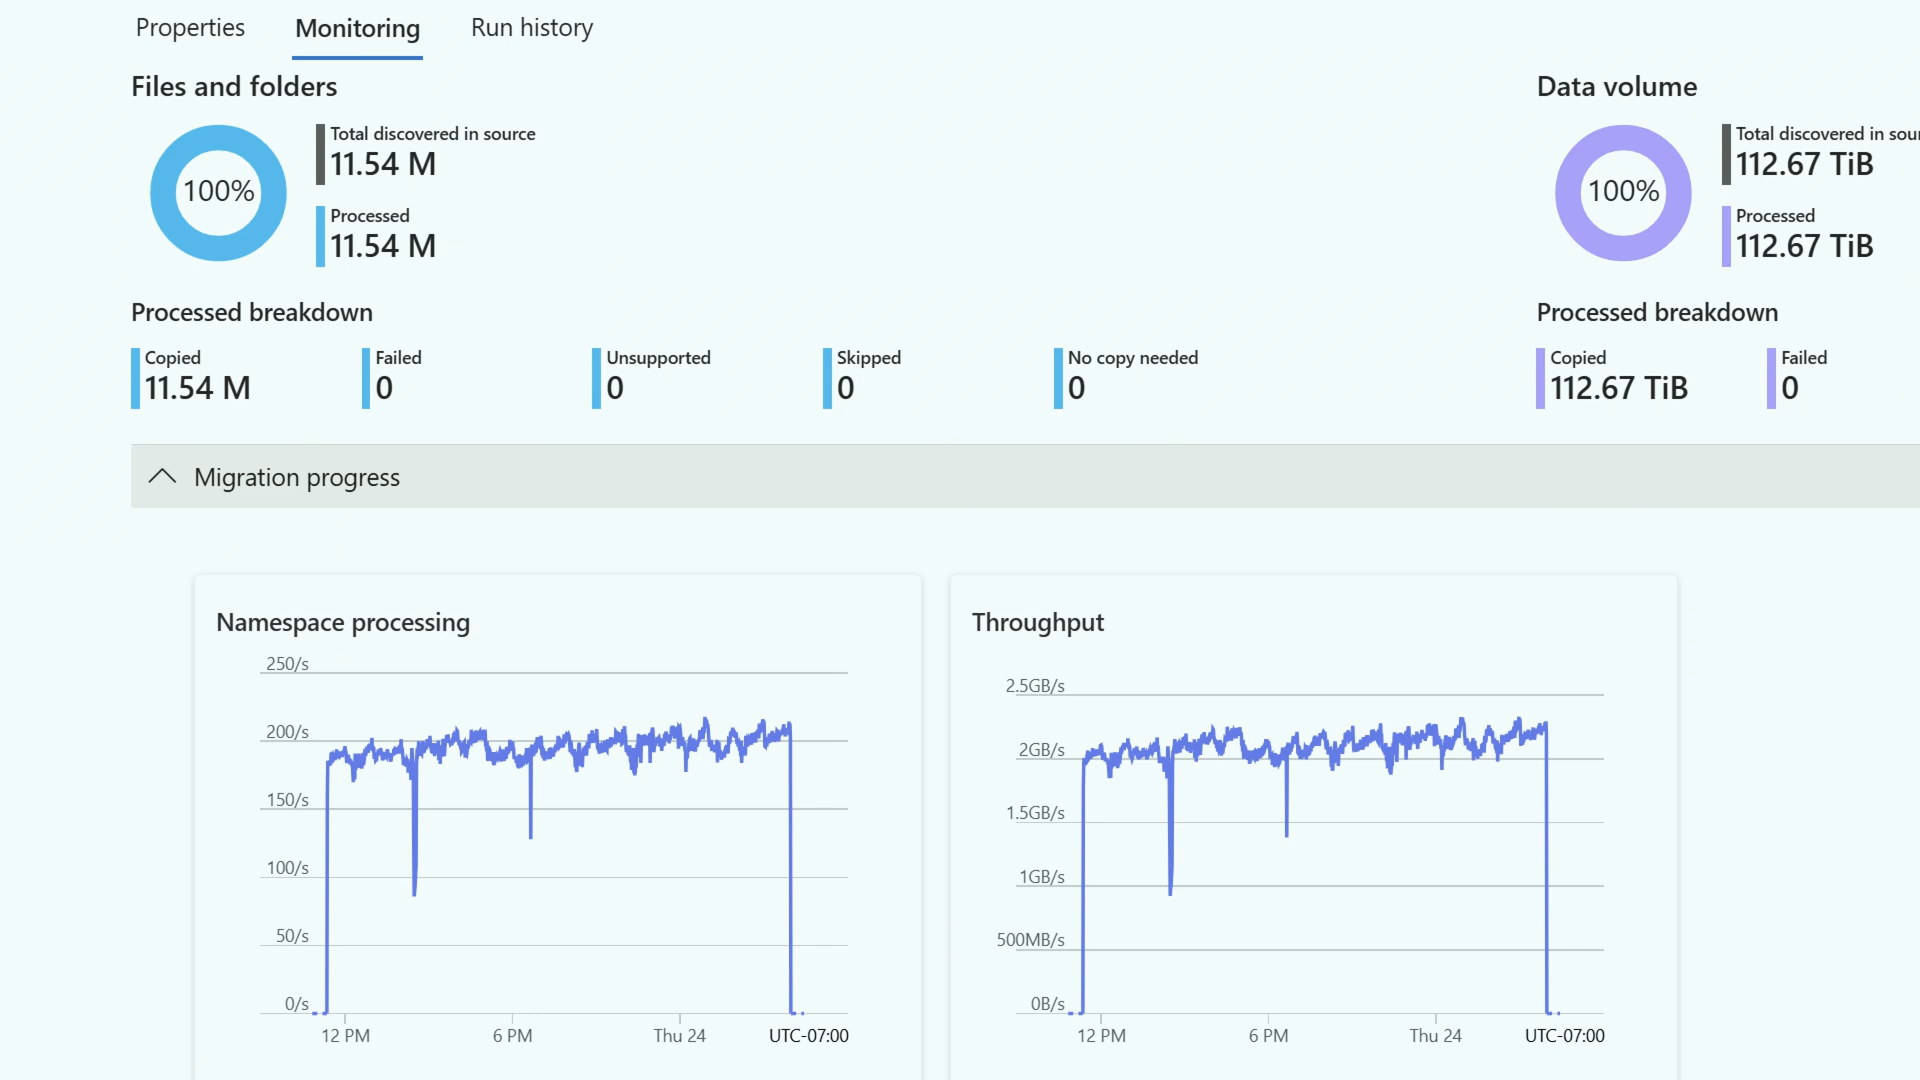 Properties Monitoring Run history
Files and folders
100%
Total discovered in source
11.54 M
Processed
11.54 M
Processed breakdown
Copied
11.54 M
Failed
0
Unsupported
0
Skipped
0
No copy needed
0
Data volume
100%
Total discovered in sour
112.67 TiB
Processed
112.67 TiB
Processed breakdown
Copied
112.67 TiB
Failed
0
Migration progress
Namespace processing
250/s
200/s
150/s
100/s
50/s
0/s
12 PM 6 PM Thu 24 UTC-07:00
Throughput
2.5GB/s
2GB/s
1.5GB/s
1GB/s
500MB/s
0B/s
12 PM 6 PM Thu 24 UTC-07:00